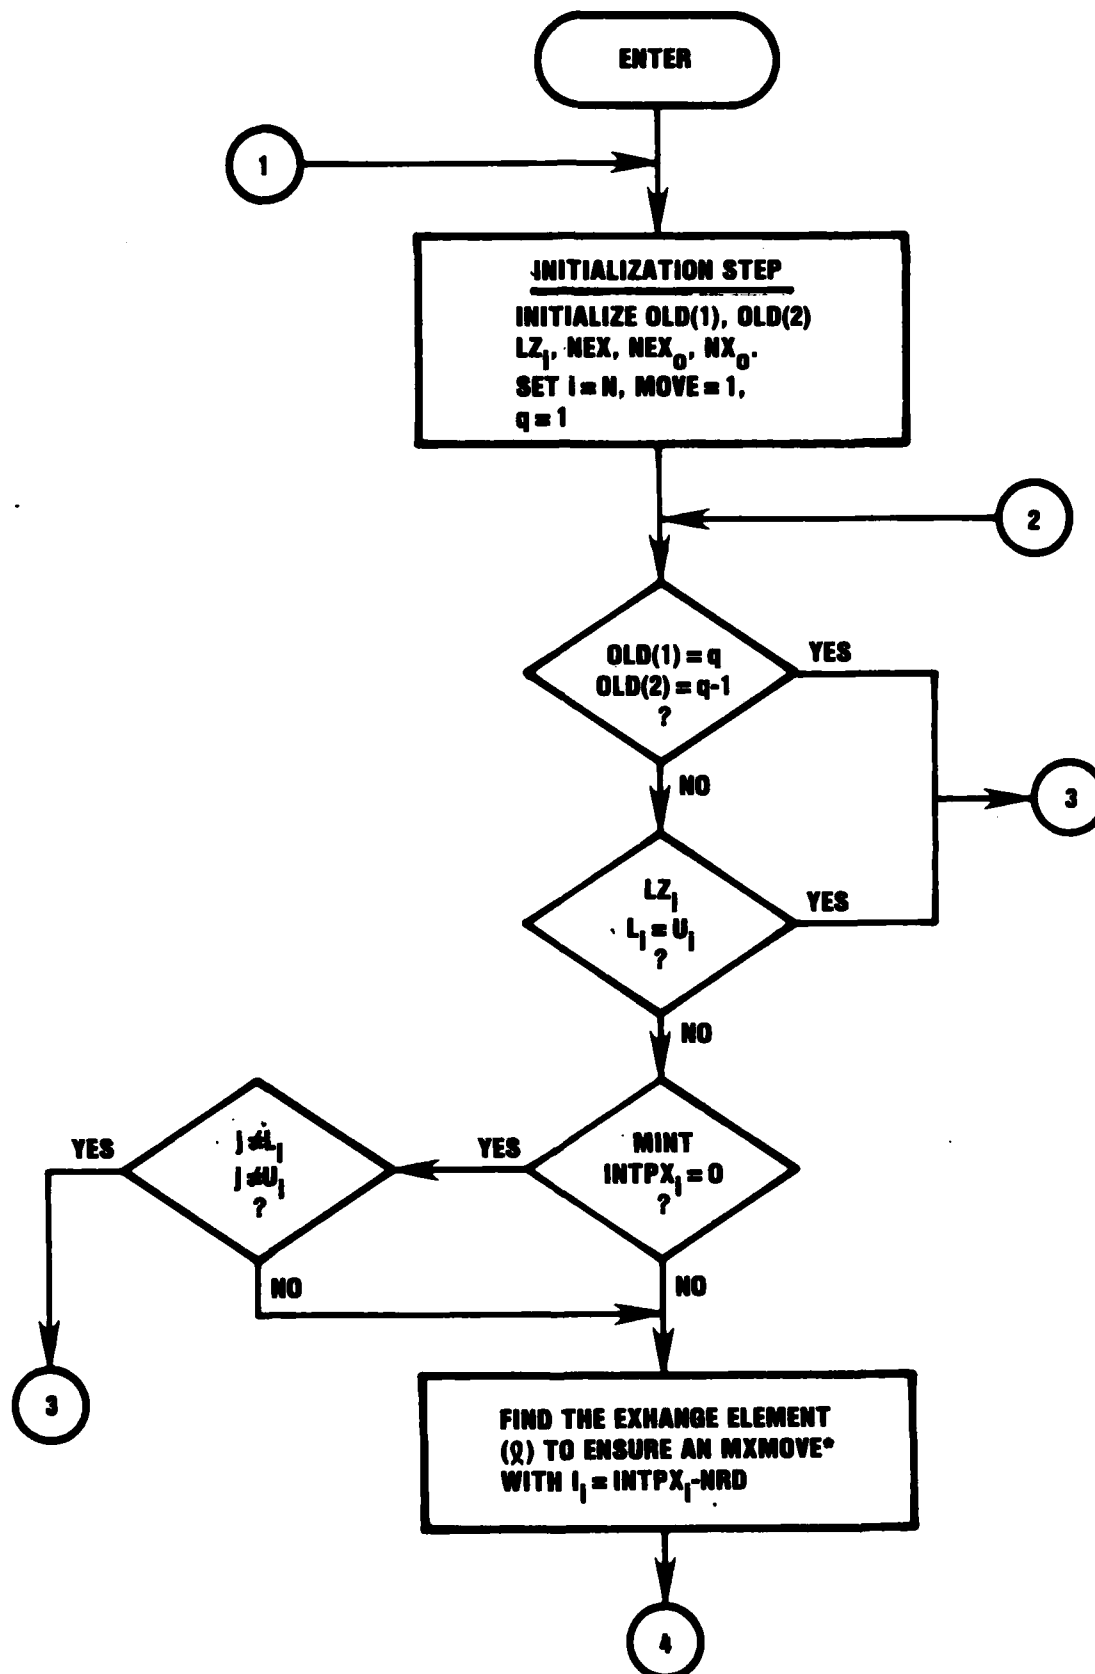 ENTER
1
INITIALIZATION STEP
INITIALIZE OLD(1), OLD(2)
LZ_i, NEX, NEX_o, NX_o.
SET i = N, MOVE = 1,
q = 1
2
OLD(1) = q
OLD(2) = q-1
?
YES
NO
3
LZ_i
L_i = U_i
?
YES
NO
MINT
INTPX_i = 0
?
YES
NO
j ≠ L_i
j ≠ U_i
?
YES
NO
3
FIND THE EXHANGE ELEMENT
(ℓ) TO ENSURE AN MXMOVE*
WITH I_i = INTPX_i-NRD
4